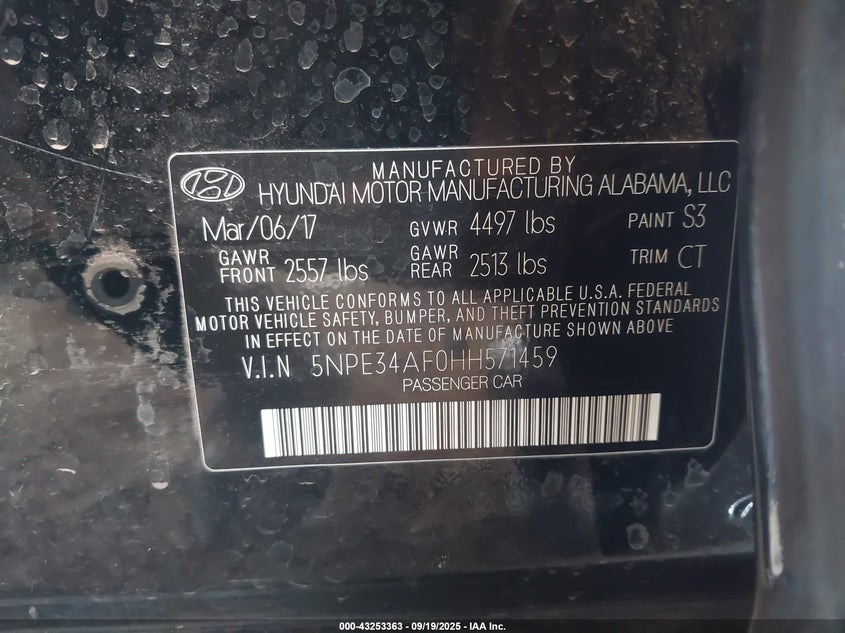 MANUFACTURED BY
HYUNDAI MOTOR MANUFACTURING ALABAMA, LLC
Mar/06/17 GVWR 4497 lbs PAINT S3
GAWR FRONT 2557 lbs GAWR REAR 2513 lbs TRIM CT
THIS VEHICLE CONFORMS TO ALL APPLICABLE U.S.A. FEDERAL
MOTOR VEHICLE SAFETY, BUMPER, AND THEFT PREVENTION STANDARDS
IN EFFECT ON THE DATE OF MANUFACTURE SHOWN ABOVE
V.I.N 5NPE34AF0HH571459
PASSENGER CAR
000-43253363 - 09/19/2025 - IAA Inc.